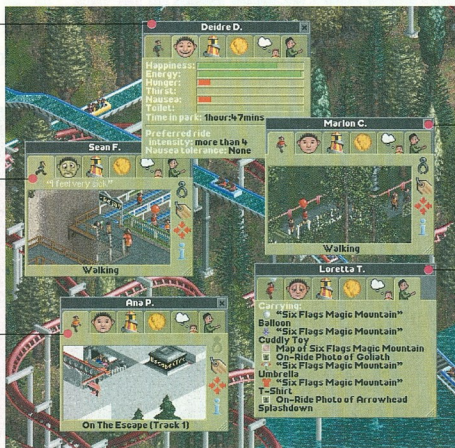 Deidre D.
Happiness:
Energy:
Hunger:
Thirst:
Nausea:
Toilet:
Time in park: 1hour:47mins
Preferred ride
intensity: more than 4
Nausea tolerance: None
Marlon C.
Walking
Sean F.
"I feel very sick"
Walking
Loretta T.
Carrying:
"Six Flags Magic Mountain"
Balloon
"Six Flags Magic Mountain"
Cuddly Toy
Map of Six Flags Magic Mountain
On-Ride Photo of Goliath
"Six Flags Magic Mountain"
Umbrella
"Six Flags Magic Mountain"
T-Shirt
On-Ride Photo of Arrowhead
Splashdown
Ana P.
On The Escape (Track 1)